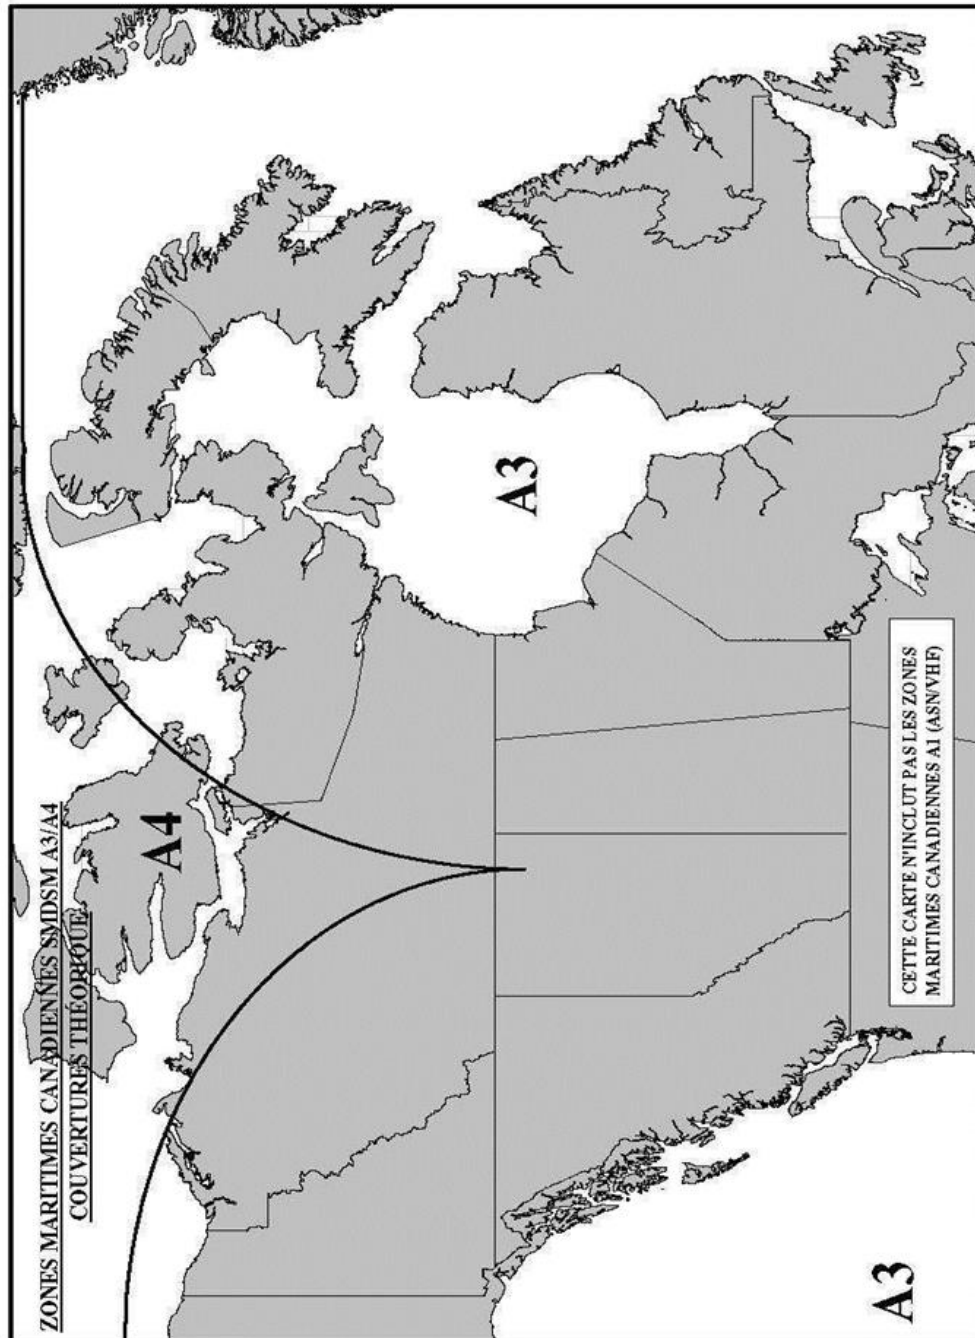 ZONES MARITIMES CANADIENNES SMDSM A3/A4
COUVERTURES THÉORIQUE
A4
A3
A3
CETTE CARTE N'INCLUT PAS LES ZONES
MARITIMES CANADIENNES A1 (ASN/VHF)